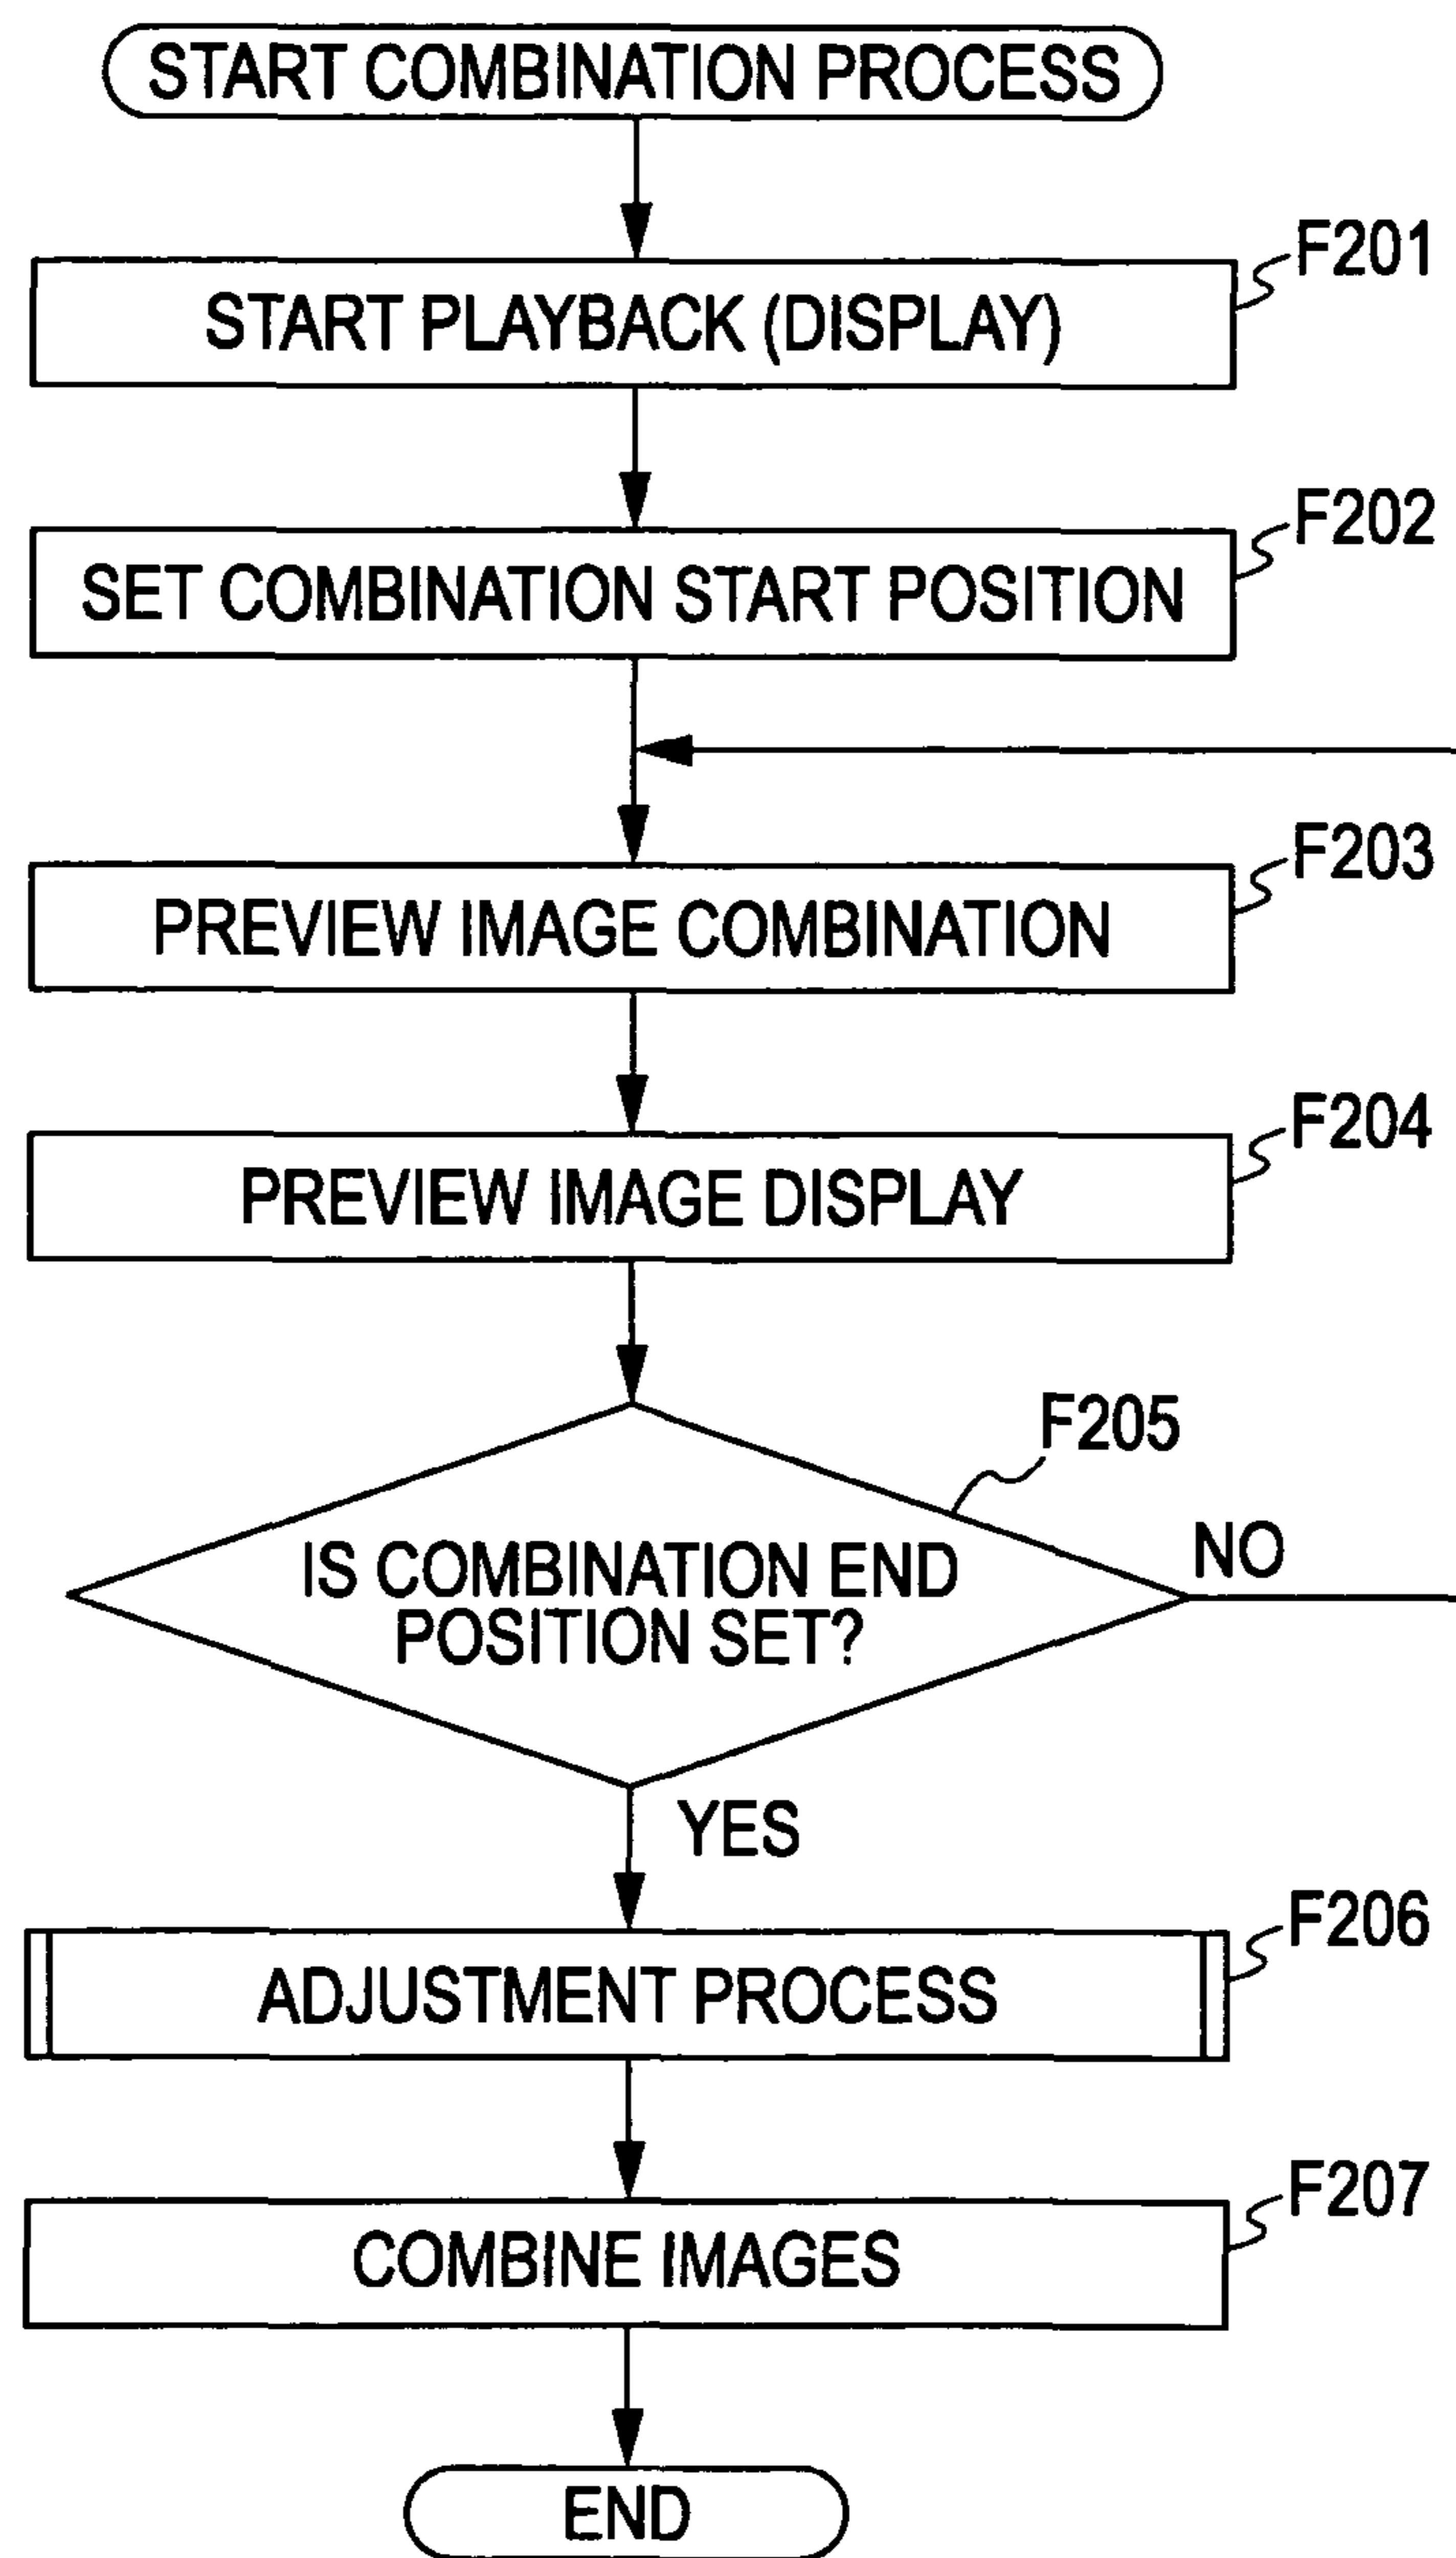 START COMBINATION PROCESS
F201
START PLAYBACK (DISPLAY)
F202
SET COMBINATION START POSITION
F203
PREVIEW IMAGE COMBINATION
F204
PREVIEW IMAGE DISPLAY
F205
IS COMBINATION END
POSITION SET?
NO
YES
F206
ADJUSTMENT PROCESS
F207
COMBINE IMAGES
END